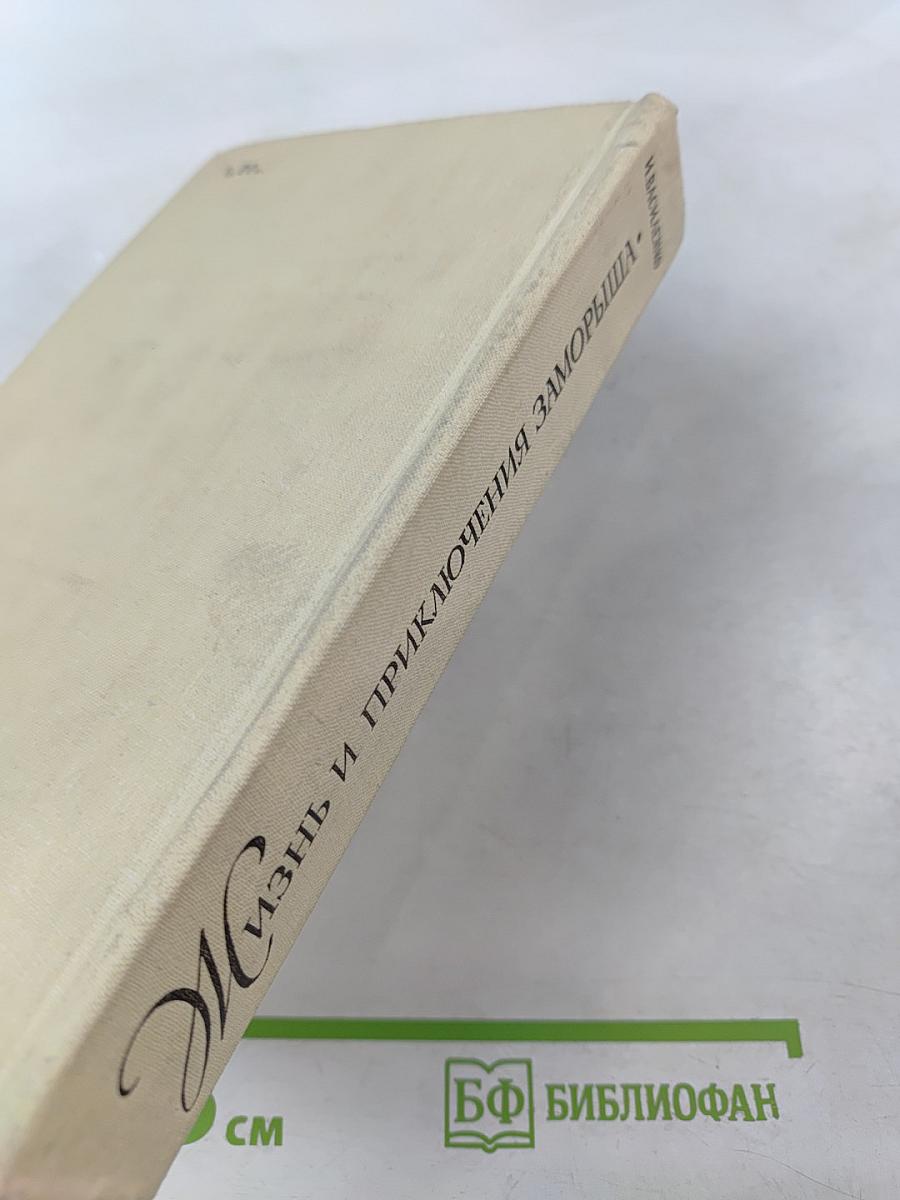 И. ВАСИЛЕНКО
Жизнь и ПРИКЛЮЧЕНИЯ ЗАМОРЫША •
см
БФ БИБЛИОФАН